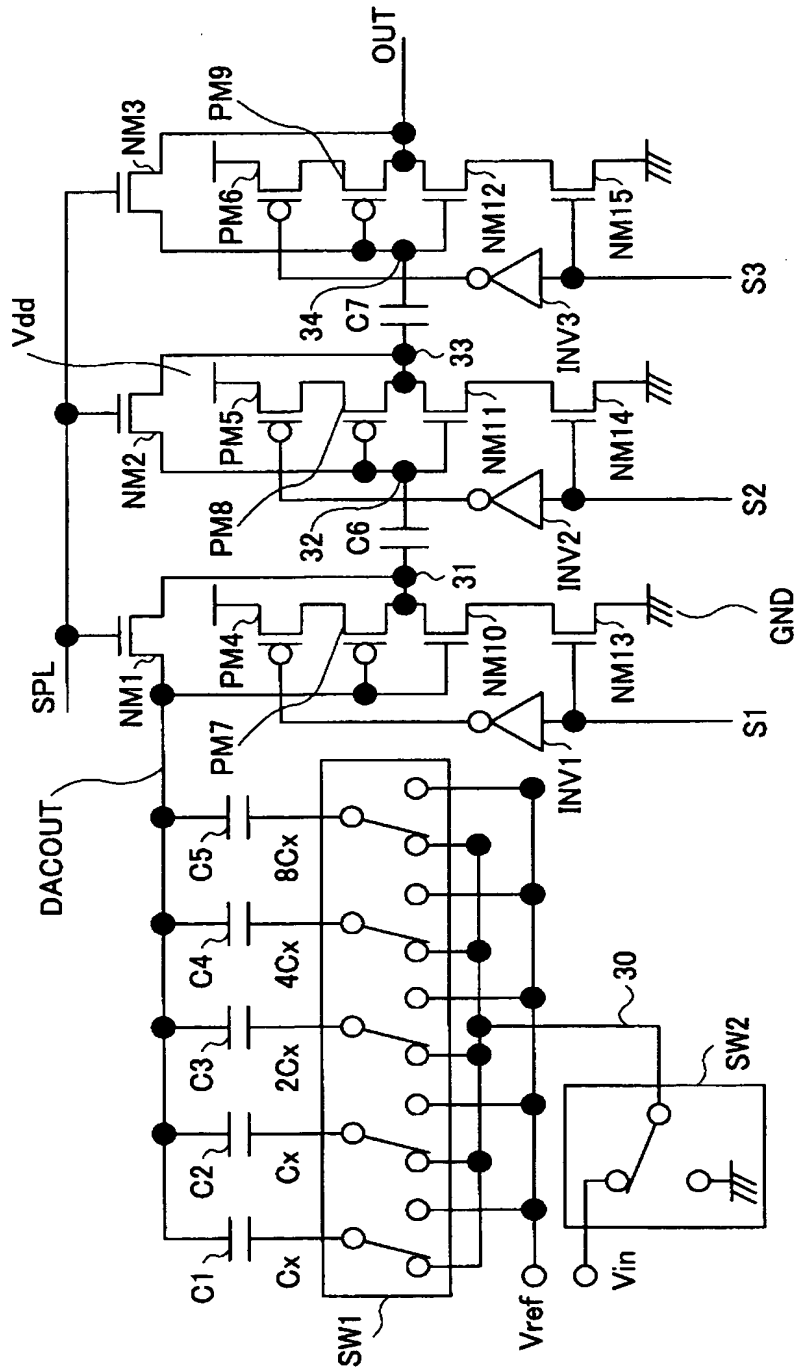 SPL
NM1
NM2
NM3
Vdd
DACOUT
PM4
PM5
PM6
PM7
PM8
PM9
OUT
31
32
33
34
C6
C7
NM10
NM11
NM12
C1
C2
C3
C4
C5
Cx
Cx
2Cx
4Cx
8Cx
INV1
INV2
INV3
NM13
NM14
NM15
SW1
S1
S2
S3
GND
Vref
Vin
30
SW2